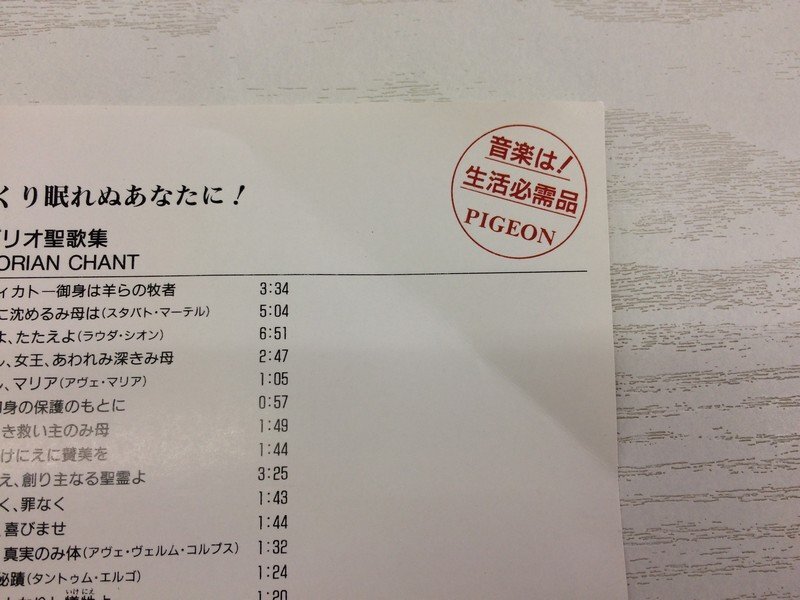 音楽は!
生活必需品
PIGEON
くり眠れぬあなたに!
リオ聖歌集
ORIAN CHANT
ィカトー御身は羊らの牧者 3:34
に沈めるみ母は(スタバト・マーテル) 5:04
よ、たたえよ(ラウダ・シオン) 6:51
、女王、あわれみ深きみ母 2:47
、マリア(アヴェ・マリア) 1:05
身の保護のもとに 0:57
き救い主のみ母 1:49
けにえに賛美を 1:44
え、創り主なる聖霊よ 3:25
く、罪なく 1:43
喜びませ 1:44
真実のみ体(アヴェ・ヴェルム・コルプス) 1:32
秘蹟(タントゥム・エルゴ) 1:24
1:20